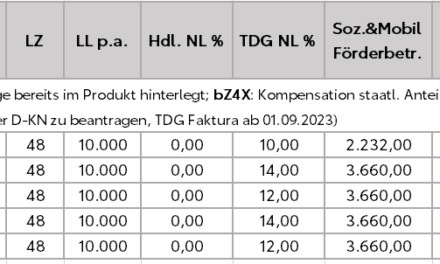 LZ LL p.a. Hdl. NL % TDG NL % Soz.&Mobil Förderbetr.
ge bereits im Produkt hinterlegt; bZ4X: Kompensation staatl. Antei
er D-KN zu beantragen, TDG Faktura ab 01.09.2023)
48 10.000 0,00 10,00 2.232,00
48 10.000 0,00 14,00 3.660,00
48 10.000 0,00 12,00 3.660,00
48 10.000 0,00 14,00 3.660,00
48 10.000 0,00 12,00 3.660,00